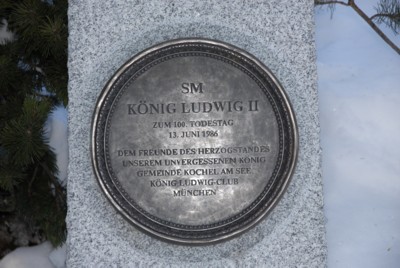 SM
KÖNIG LUDWIG II
ZUM 100. TODESTAG
13. JUNI 1986
DEM FREUNDE DES HERZOGSTANDES
UNSEREM UNVERGESSENEM KÖNIG
GEMEINDE KOCHEL AM SEE
KÖNIG-LUDWIG-CLUB
MÜNCHEN